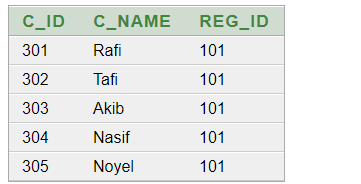 C_ID C_NAME REG_ID
301 Rafi 101
302 Tafi 101
303 Akib 101
304 Nasif 101
305 Noyel 101